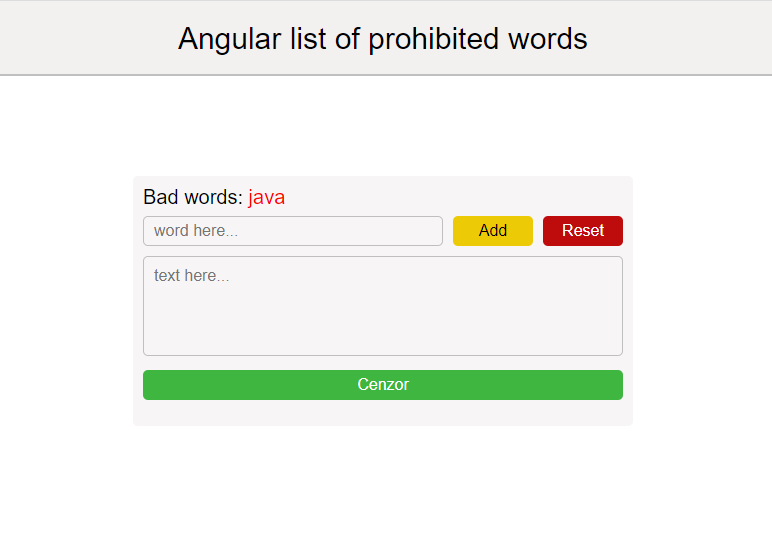 Angular list of prohibited words
Bad words: java
word here... Add Reset
text here...
Cenzor